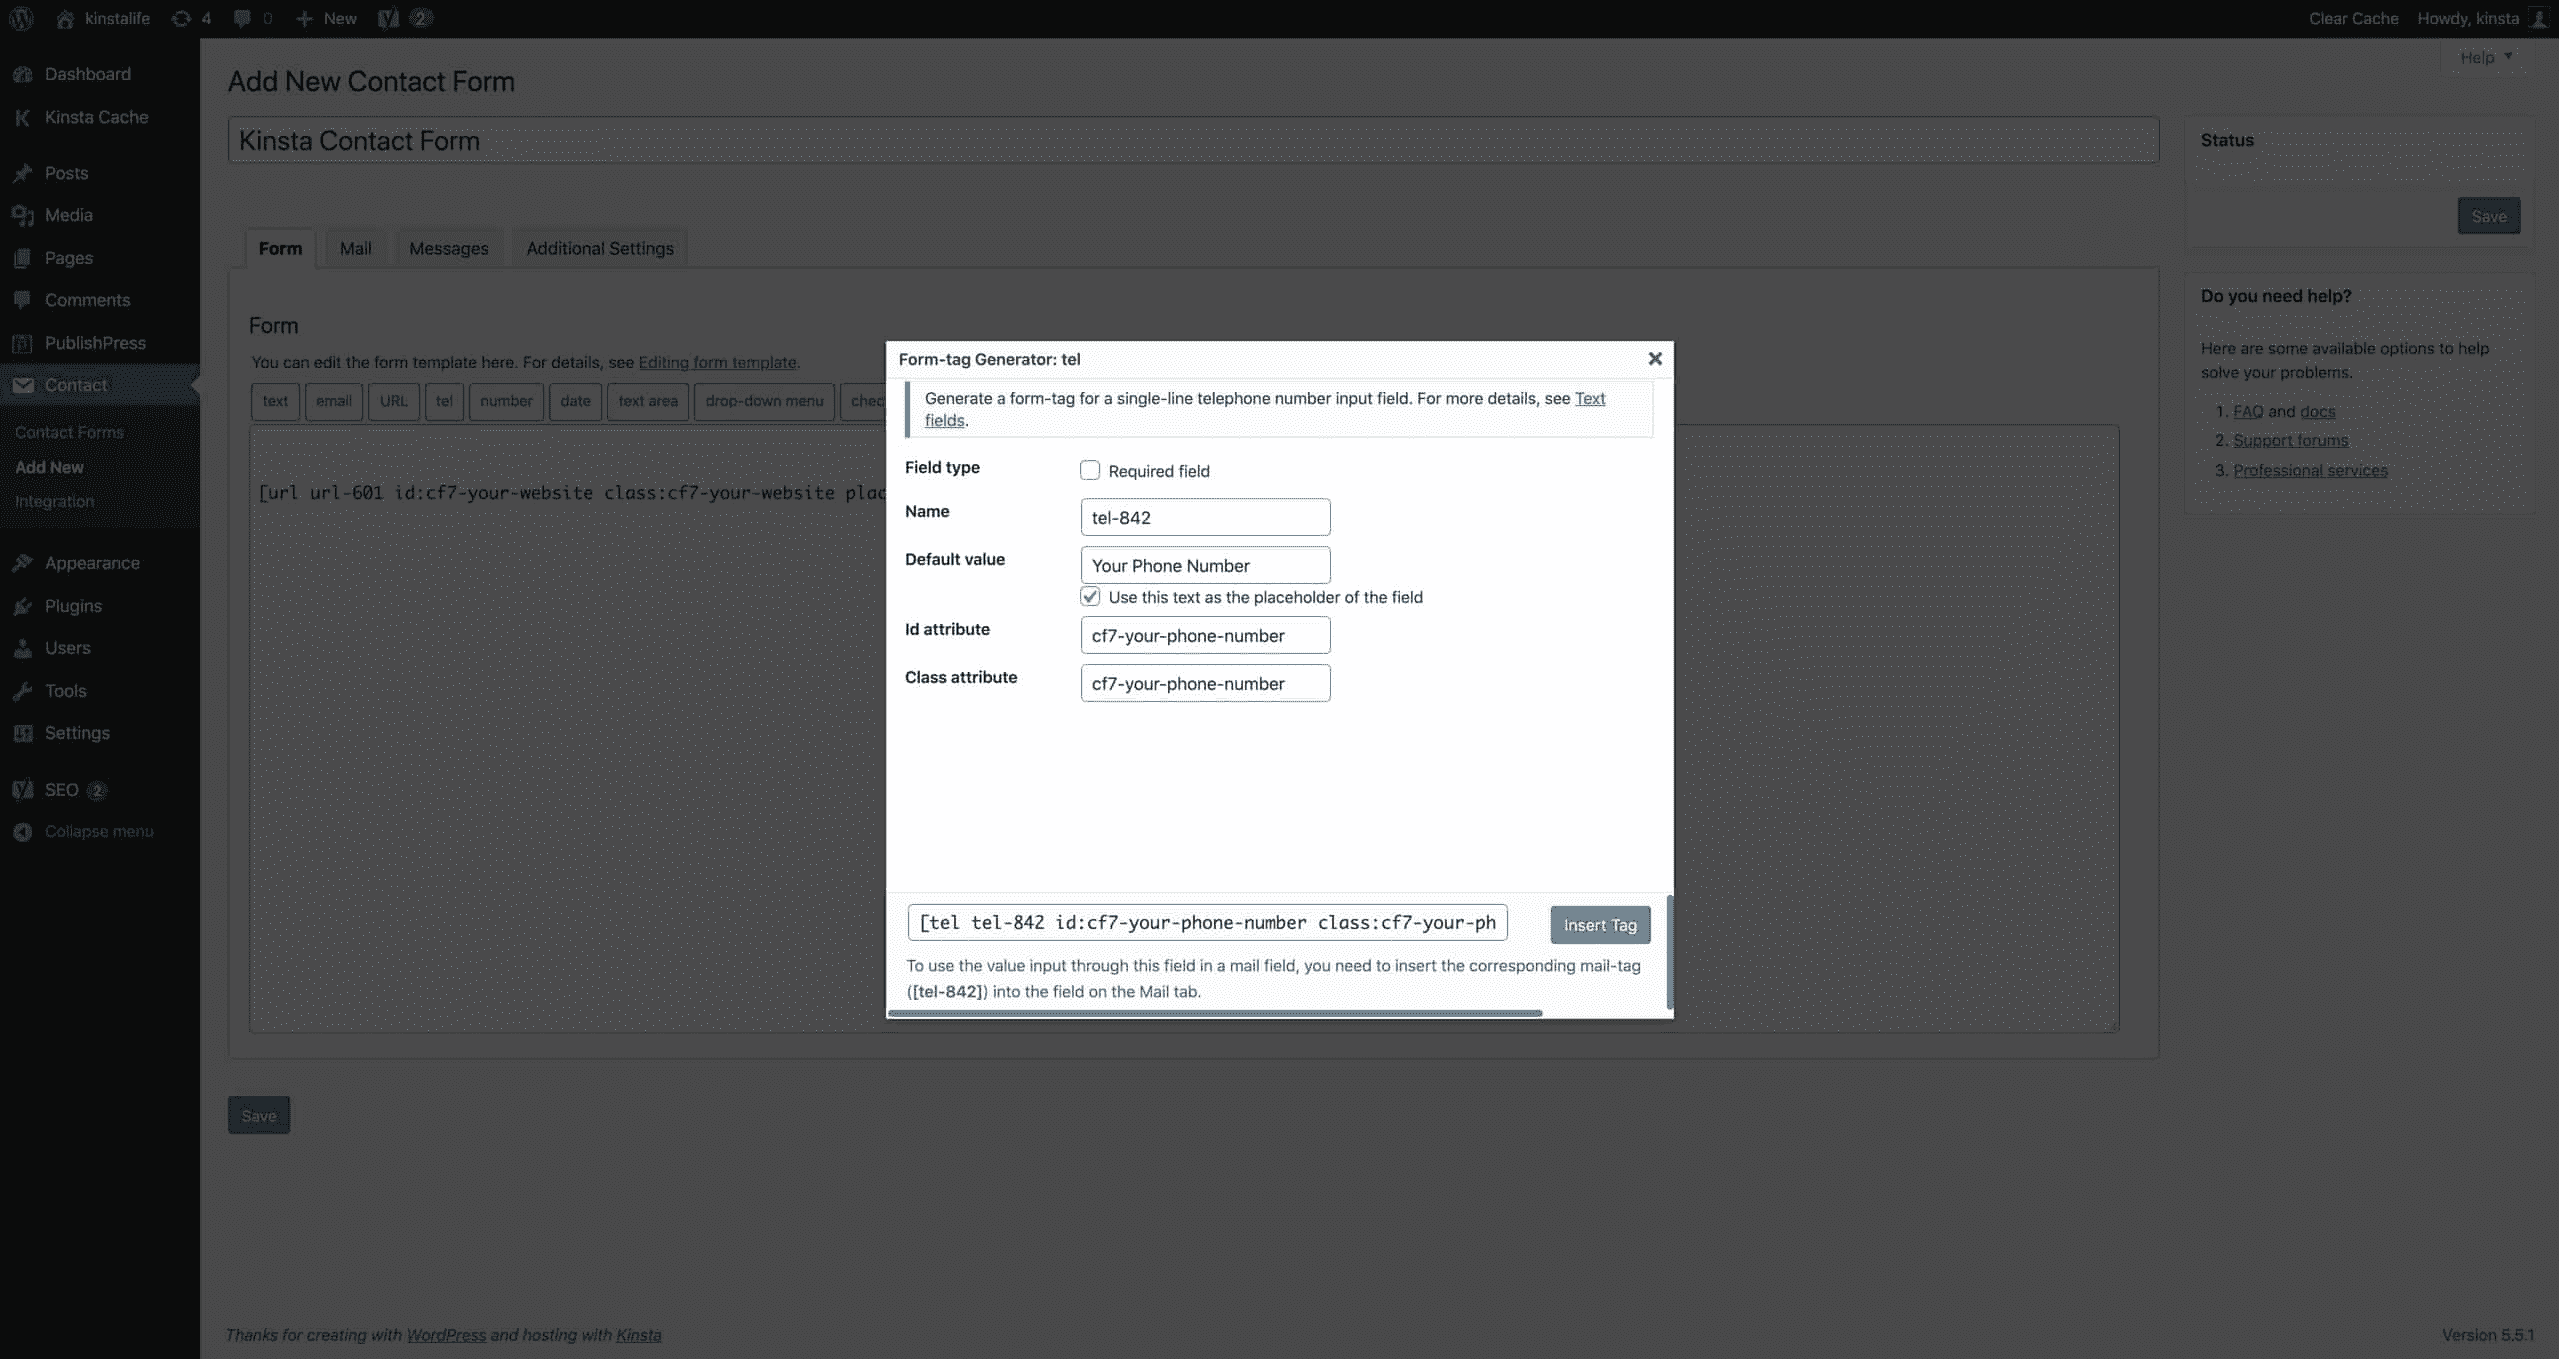 kinstalife 4 0 New 2 Clear Cache Howdy, kinsta
Dashboard
Kinsta Cache
Posts
Media
Pages
Comments
PublishPress
Contact
Contact Forms
Add New
Integration
Appearance
Plugins
Users
Tools
Settings
SEO 2
Collapse menu
Help
Add New Contact Form
Kinsta Contact Form
Form Mail Messages Additional Settings
Form
You can edit the form template here. For details, see Editing form template.
text email URL tel number date text area drop-down menu chec
[url url-601 id:cf7-your-website class:cf7-your-website plac
Save
Status
Save
Do you need help?
Here are some available options to help
solve your problems.
1. FAQ and docs
2. Support forums
3. Professional services
Form-tag Generator: tel
Generate a form-tag for a single-line telephone number input field. For more details, see Text
fields.
Field type Required field
Name tel-842
Default value Your Phone Number
Use this text as the placeholder of the field
Id attribute cf7-your-phone-number
Class attribute cf7-your-phone-number
[tel tel-842 id:cf7-your-phone-number class:cf7-your-ph Insert Tag
To use the value input through this field in a mail field, you need to insert the corresponding mail-tag
([tel-842]) into the field on the Mail tab.
Thanks for creating with WordPress and hosting with Kinsta
Version 5.5.1